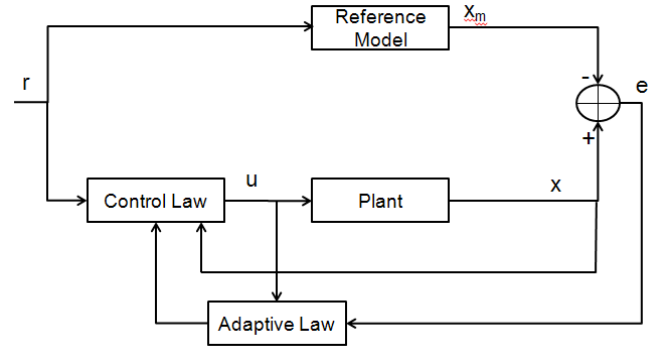 Reference
Model
xm
r
-
e
+
u
x
Control Law
Plant
Adaptive Law